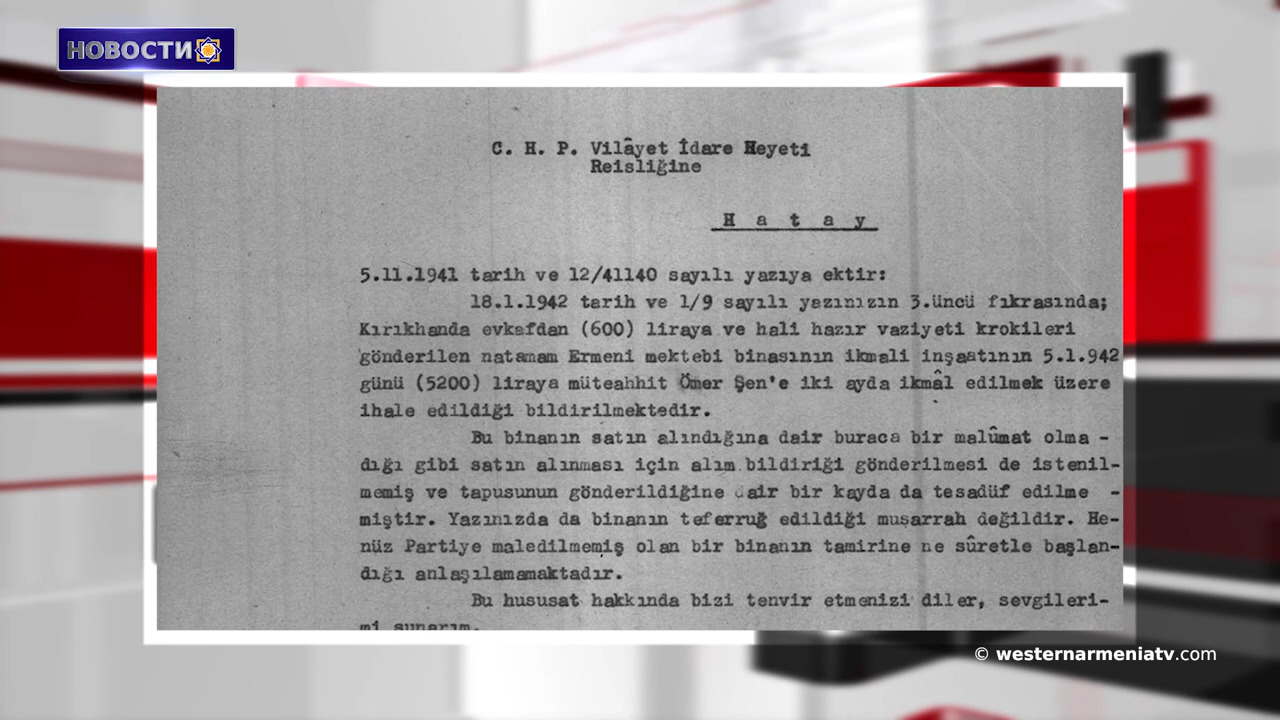 НОВОСТИ
C. H. P. Vilâyet İdare Heyeti
Reisliğine
H a t a y
5.11.1941 tarih ve 12/41140 sayılı yazıya ektir:
18.1.1942 tarih ve 1/9 sayılı yazınızın 3.üncü fıkrasında;
Kırıkhanda evkafdan (600) liraya ve hali hazır vaziyeti krokileri
gönderilen natamam Ermeni mektebi binasının ikmali inşaatının 5.1.942
günü (5200) liraya müteahhit Ömer Şen'e iki ayda ikmâl edilmek üzere
ihale edildiği bildirilmektedir.
Bu binanın satın alındığına dair buraca bir malûmat olma -
dığı gibi satın alınması için alım bildiriği gönderilmesi de istenil-
memiş ve tapusunun gönderildiğine dair bir kayda da tesadüf edilme -
miştir. Yazınızda da binanın teferruğ edildiği musarrah değildir. He-
nüz Partiye maledilmemiş olan bir binanın tamirine ne sûretle başlan-
dığı anlaşılamamaktadır.
Bu hususat hakkında bizi tenvir etmenizi diler, sevgileri-
mi sunarım.
© westernarmeniatv.com